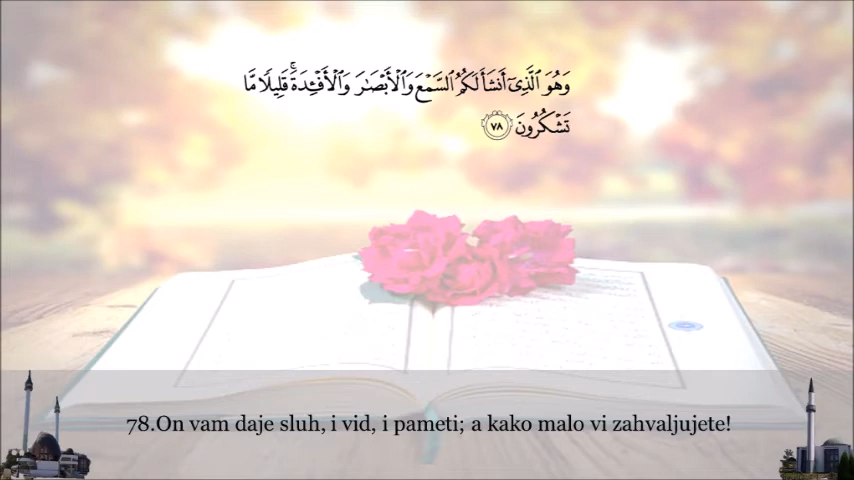 وَهُوَ ٱلَّذِىٓ أَنشَأَ لَكُمُ ٱلسَّمْعَ وَٱلْأَبْصَـٰرَ وَٱلْأَفْـِٔدَةَ ۚ قَلِيلًا مَّا
تَشْكُرُونَ ٧٨
78.On vam daje sluh, i vid, i pameti; a kako malo vi zahvaljujete!